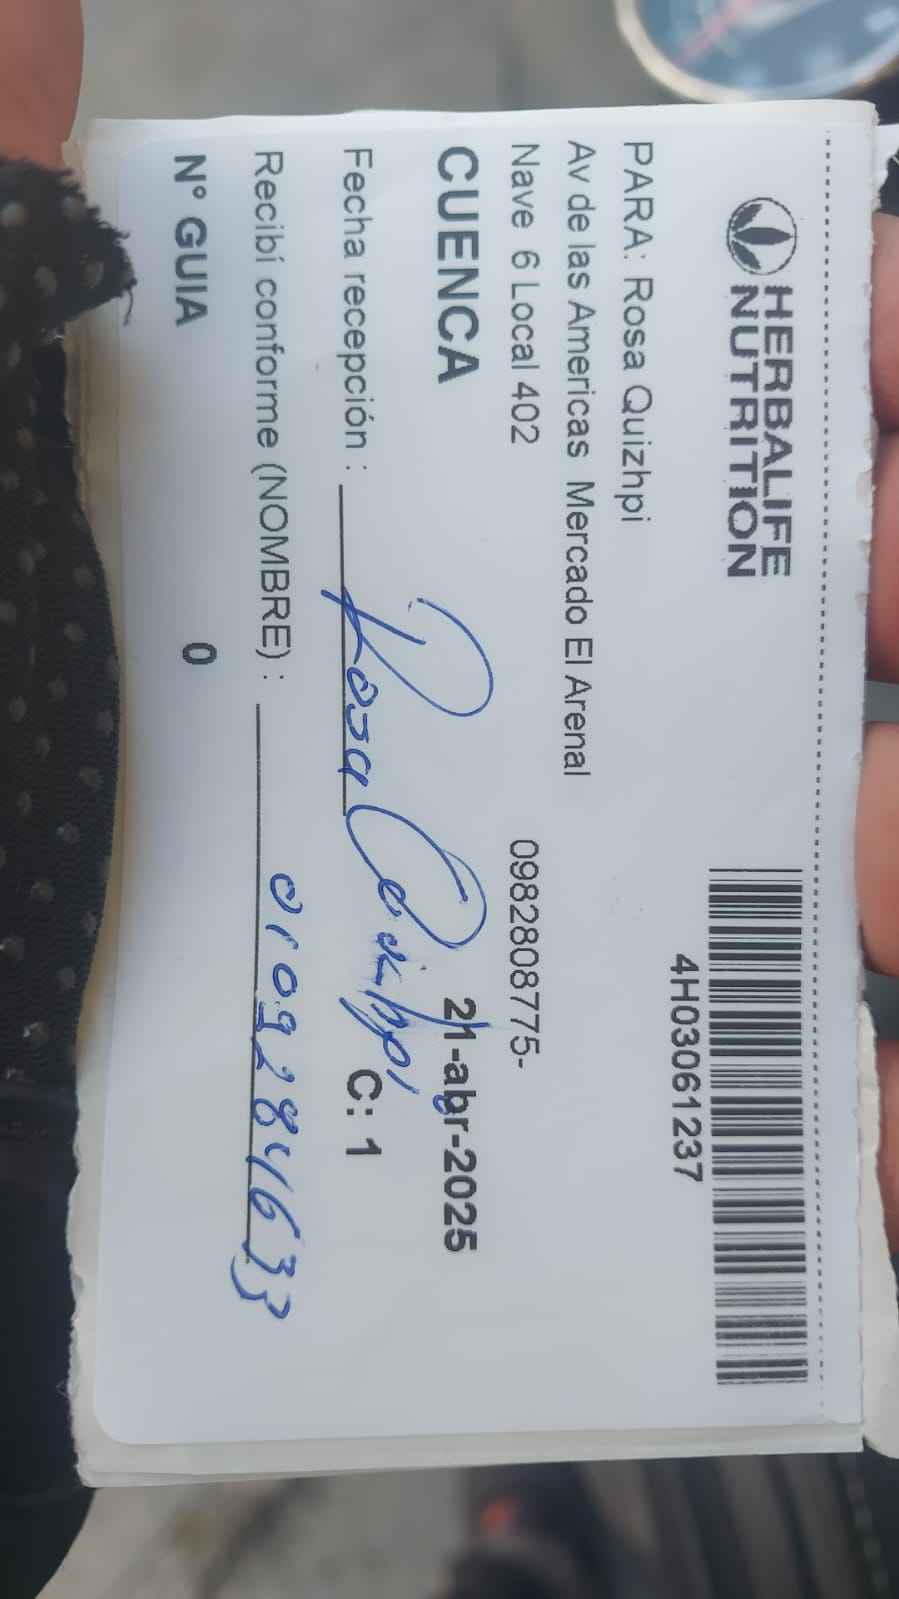 HERBALIFE
NUTRITION
4H03061237
PARA: Rosa Quizhpi
Av de las Americas Mercado El Arenal
Nave 6 Local 402 0982808775-
CUENCA 21-abr-2025
Fecha recepción : Rosa Quizhpi C: 1
Recibí conforme (NOMBRE) : 0109284633
N° GUIA 0